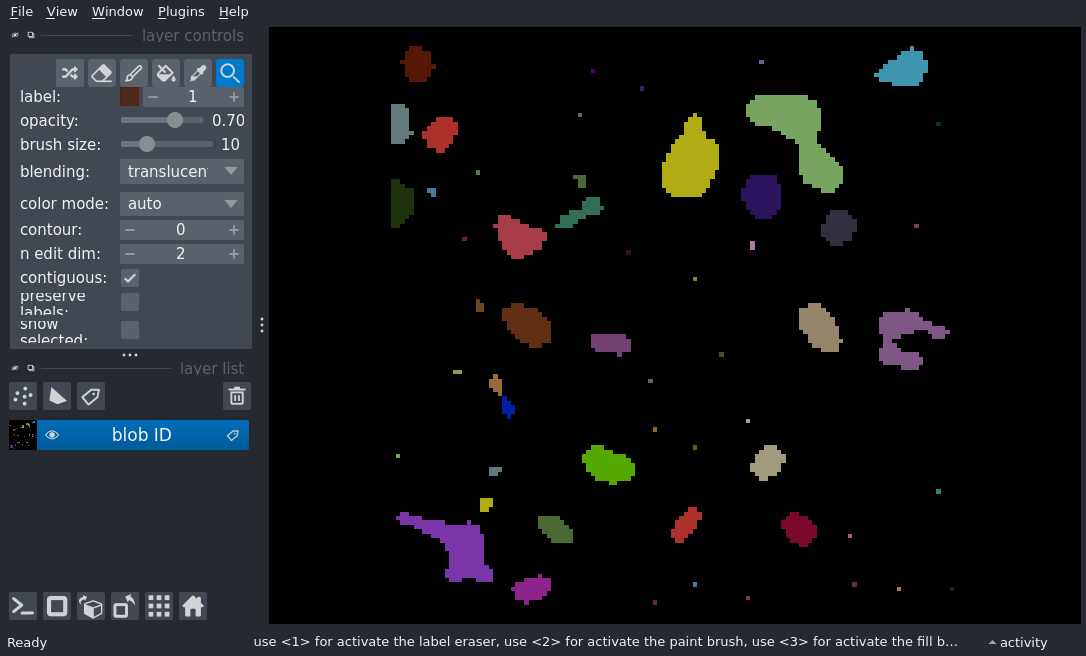 File View Window Plugins Help
layer controls
label: 1
opacity: 0.70
brush size: 10
blending: translucen
color mode: auto
contour: 0
n edit dim: 2
contiguous:
preserve
labels:
show
selected:
layer list
blob ID
Ready
use <1> for activate the label eraser, use <2> for activate the paint brush, use <3> for activate the fill b...
activity